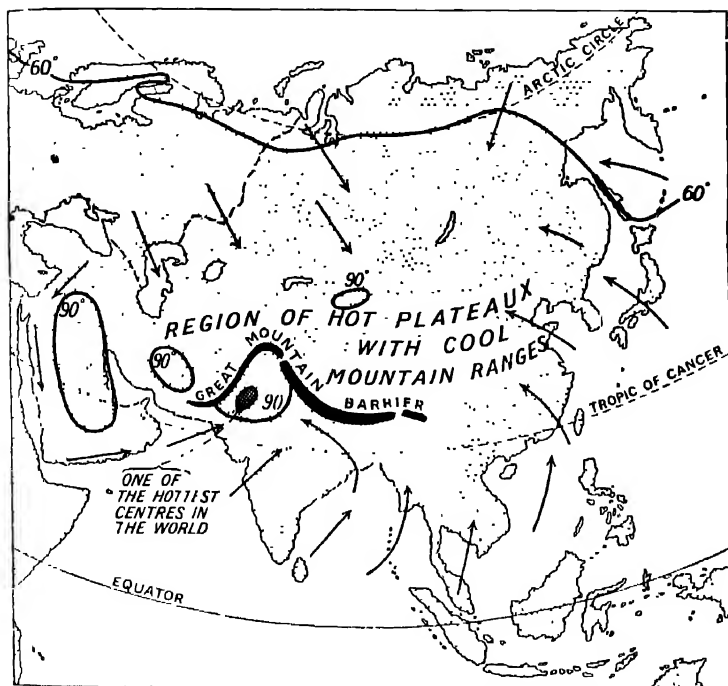 60°
ARCTIC CIRCLE
60°
90°
90°
REGION OF HOT PLATEAUX
WITH COOL
MOUNTAIN RANGES
90°
GREAT MOUNTAIN BARRIER
90
TROPIC OF CANCER
ONE OF
THE HOTTEST
CENTRES IN
THE WORLD
EQUATOR